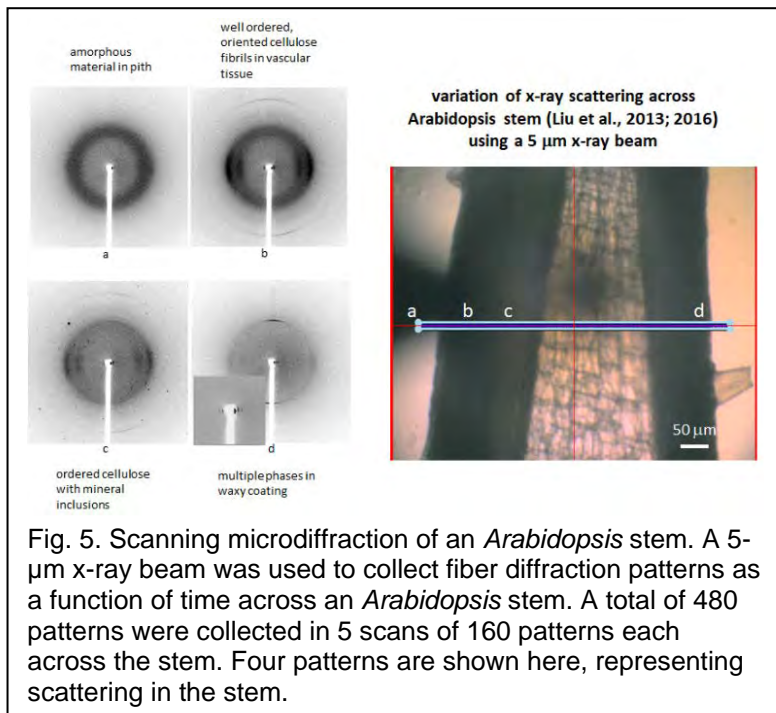 amorphous
material in pith
well ordered,
oriented cellulose
fibrils in vascular
tissue
a
b
c
d
ordered cellulose
with mineral
inclusions
multiple phases in
waxy coating
variation of x-ray scattering across
Arabidopsis stem (Liu et al., 2013; 2016)
using a 5 μm x-ray beam
a
b
c
d
50 μm
Fig. 5. Scanning microdiffraction of an Arabidopsis stem. A 5-
μm x-ray beam was used to collect fiber diffraction patterns as
a function of time across an Arabidopsis stem. A total of 480
patterns were collected in 5 scans of 160 patterns each
across the stem. Four patterns are shown here, representing
scattering in the stem.